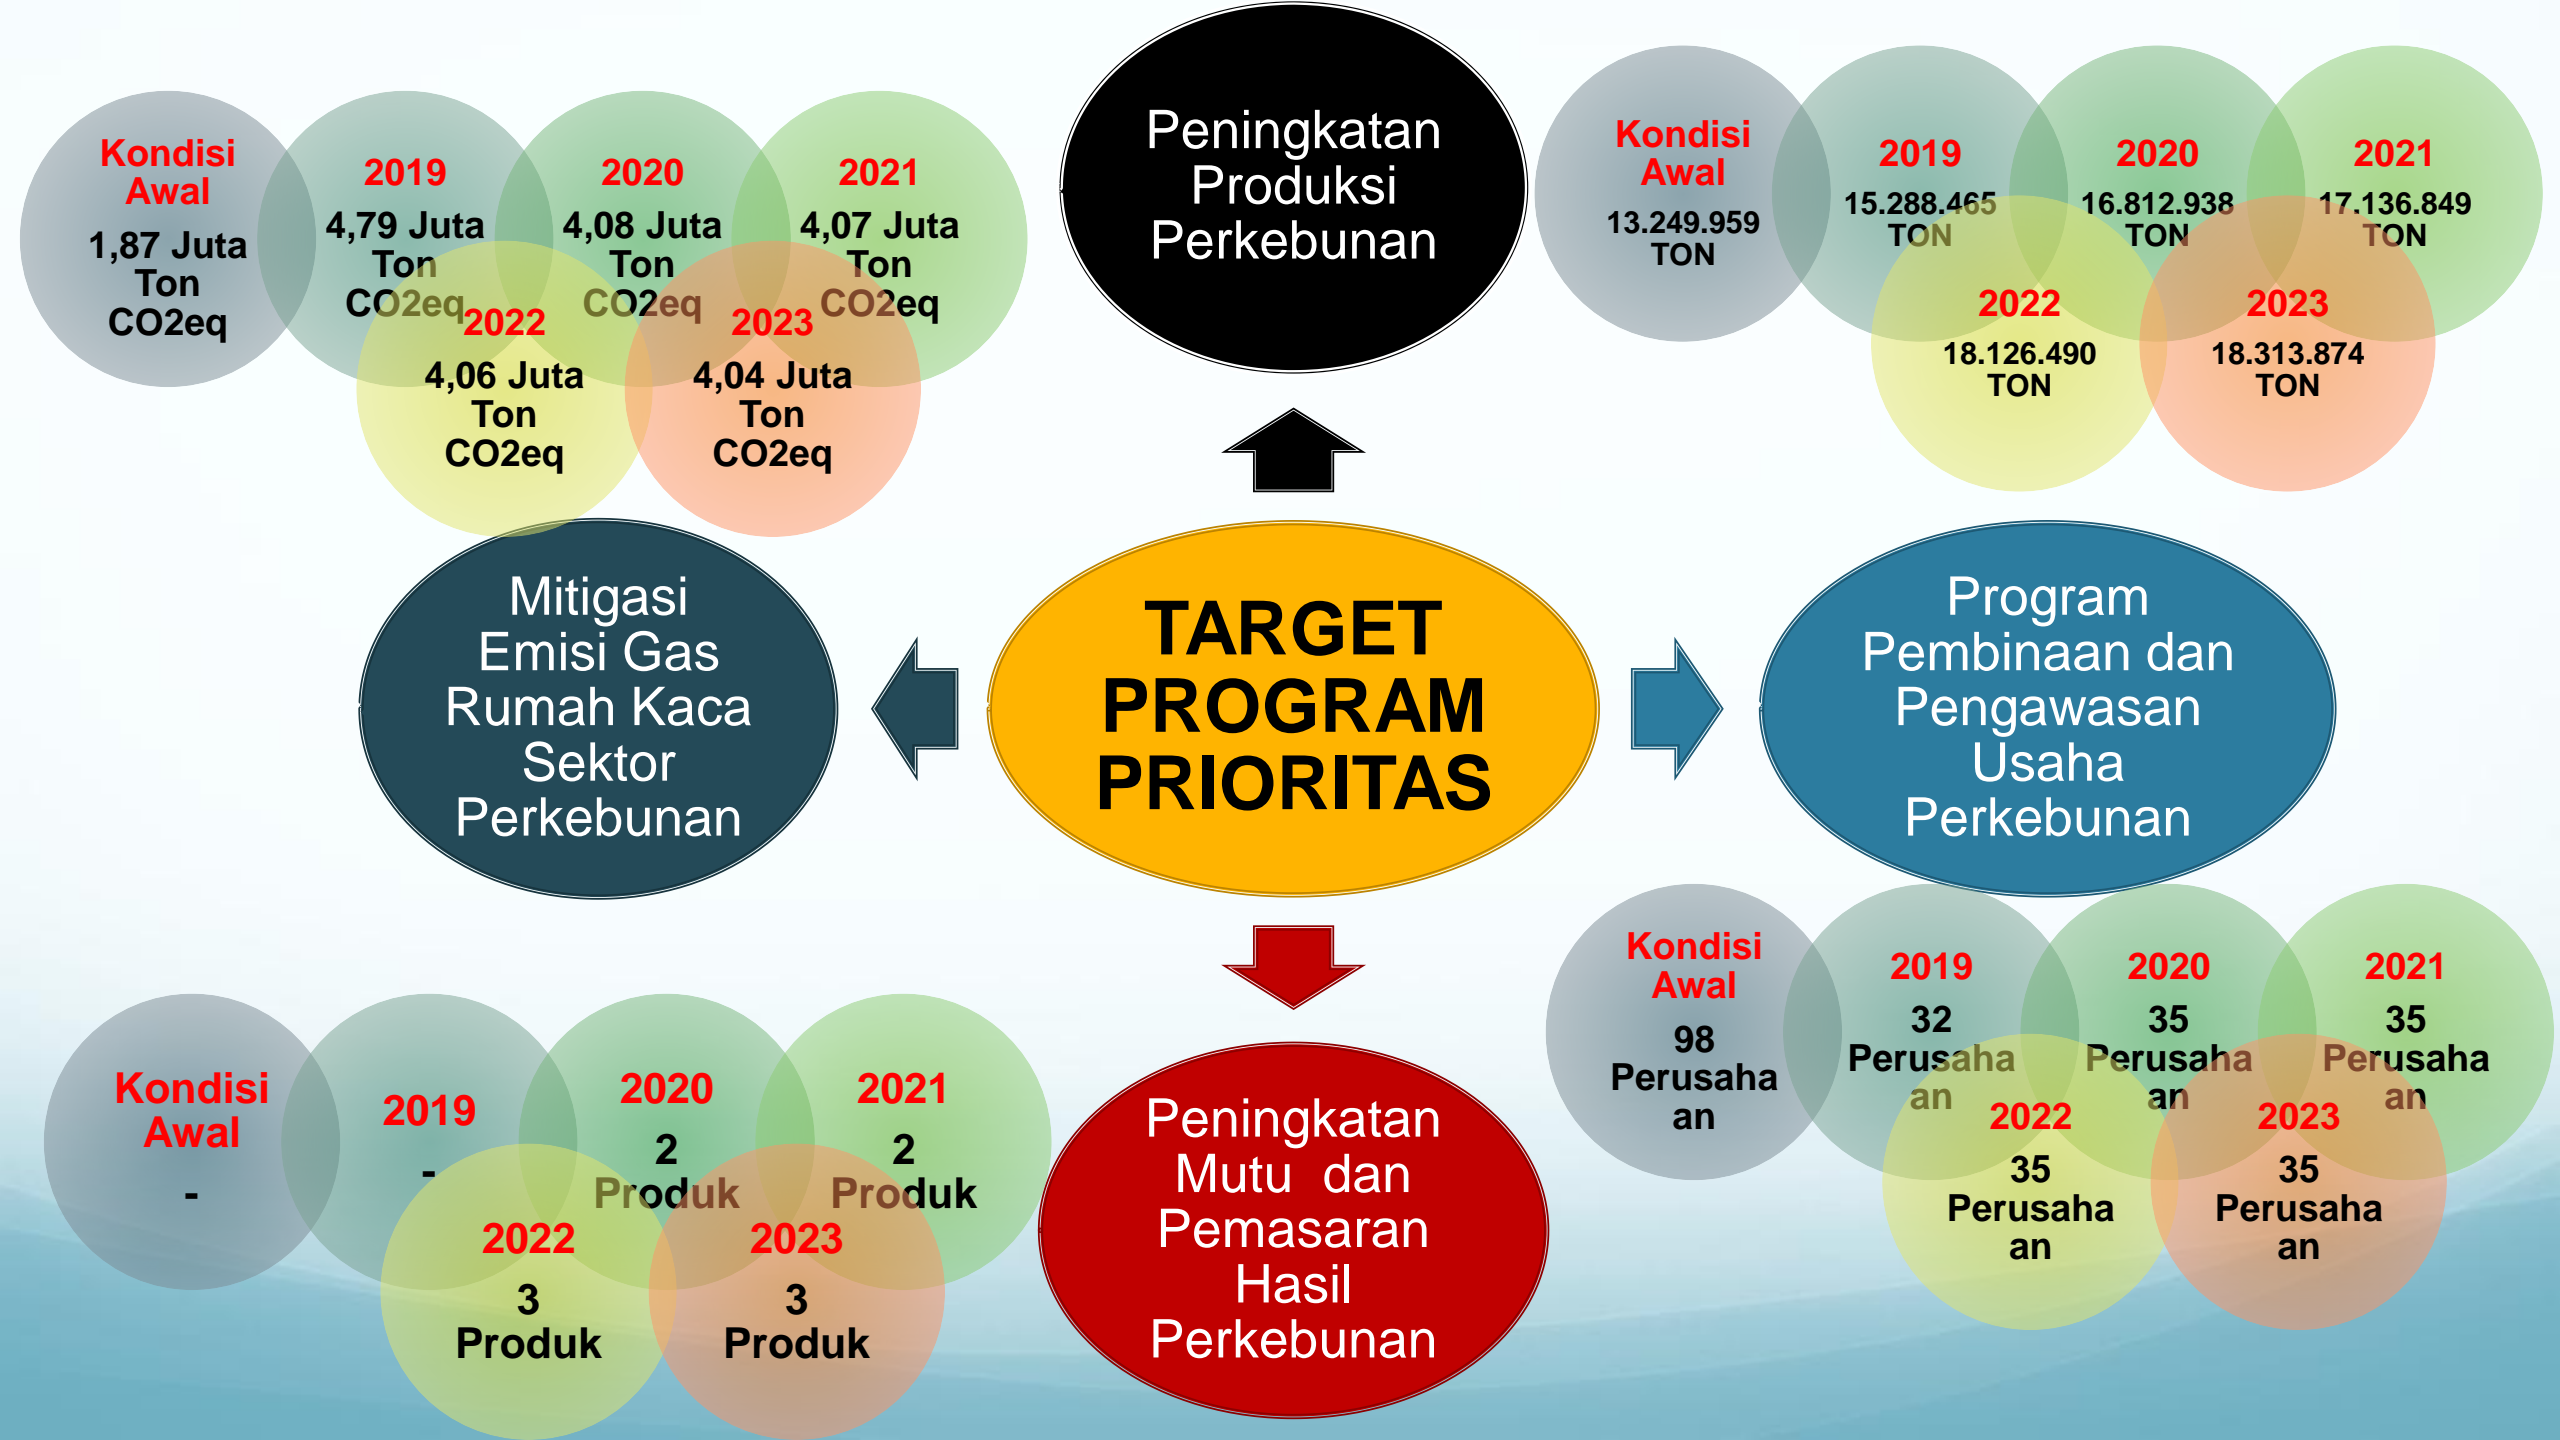 Kondisi
Awal
1,87 Juta
Ton
CO2eq
2019
4,79 Juta
Ton
CO2eq
2020
4,08 Juta
Ton
CO2eq
2021
4,07 Juta
Ton
CO2eq
2022
4,06 Juta
Ton
CO2eq
2023
4,04 Juta
Ton
CO2eq
Peningkatan
Produksi
Perkebunan
Kondisi
Awal
13.249.959
TON
2019
15.288.465
TON
2020
16.812.938
TON
2021
17.136.849
TON
2022
18.126.490
TON
2023
18.313.874
TON
Mitigasi
Emisi Gas
Rumah Kaca
Sektor
Perkebunan
TARGET
PROGRAM
PRIORITAS
Program
Pembinaan dan
Pengawasan
Usaha
Perkebunan
Kondisi
Awal
-
2019
-
2020
2
Produk
2021
2
Produk
2022
3
Produk
2023
3
Produk
Peningkatan
Mutu  dan
Pemasaran
Hasil
Perkebunan
Kondisi
Awal
98
Perusaha
an
2019
32
Perusaha
an
2020
35
Perusaha
an
2021
35
Perusaha
an
2022
35
Perusaha
an
2023
35
Perusaha
an